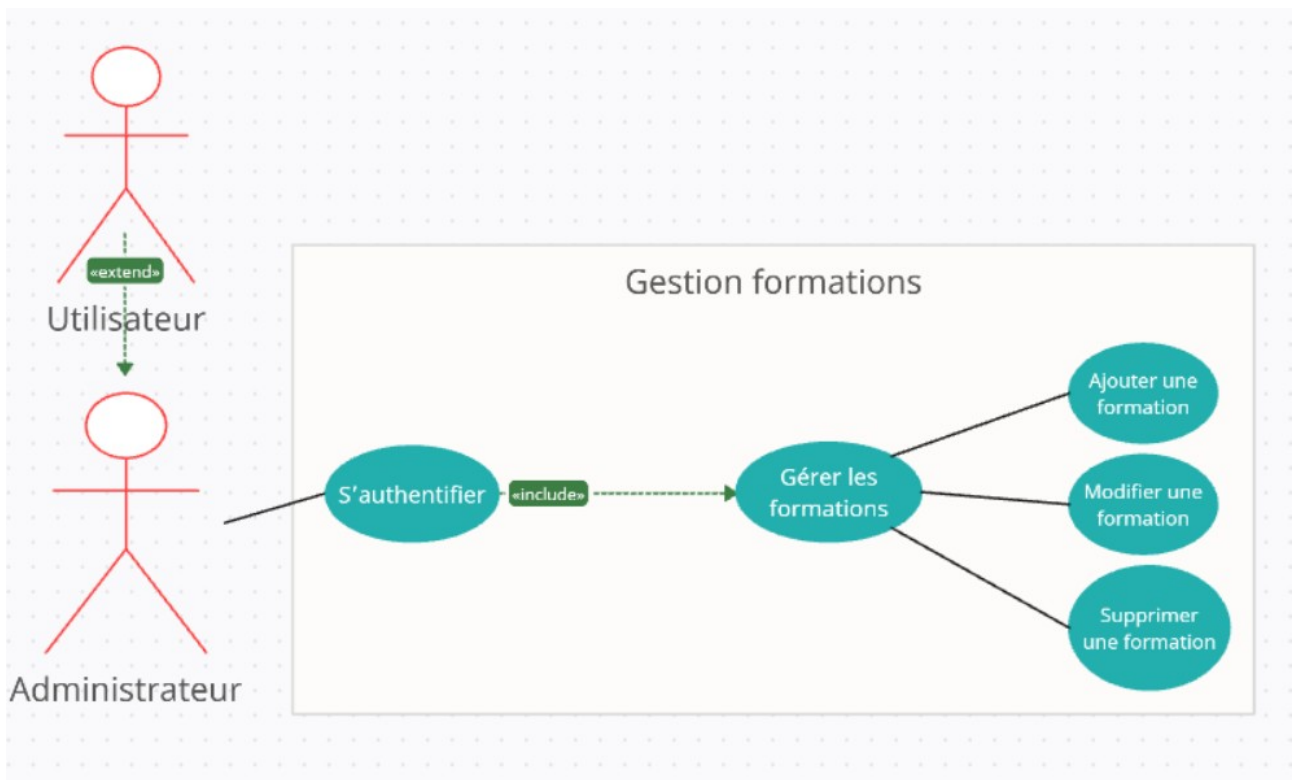 «extend»
Utilisateur
Gestion formations
Ajouter une
formation
S’authentifier
«include»
Gérer les
formations
Modifier une
formation
Supprimer
une formation
Administrateur